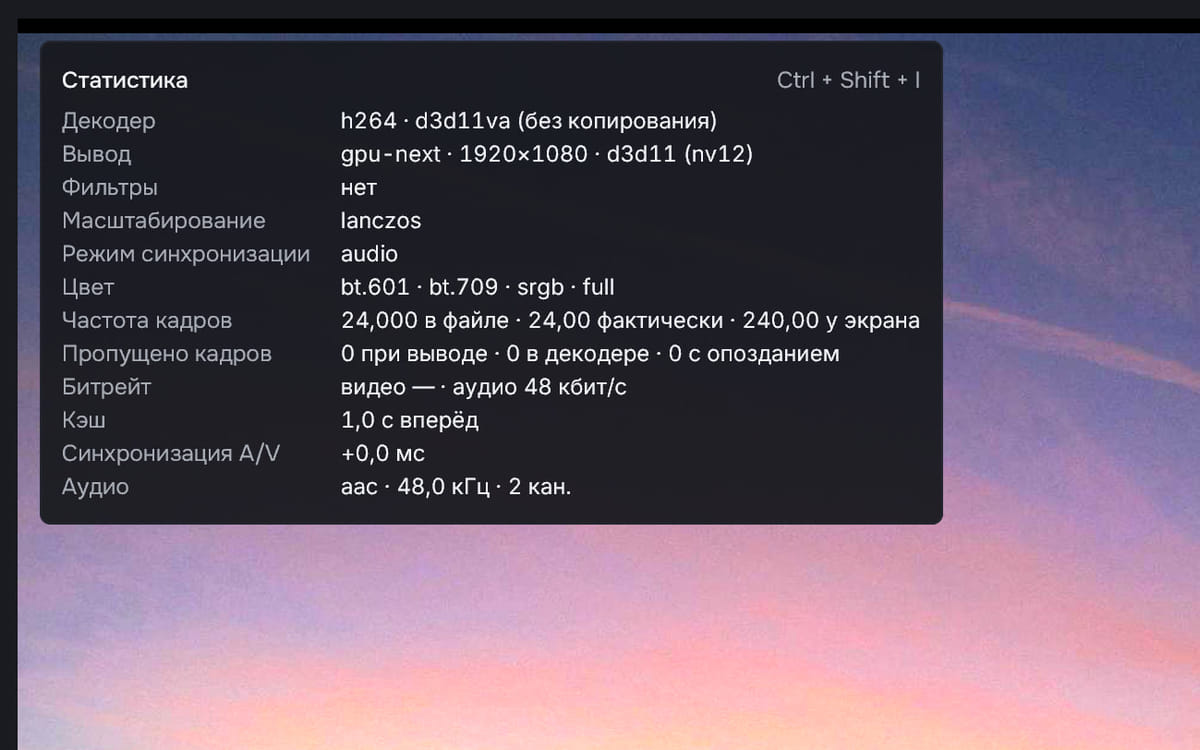 Статистика Ctrl + Shift + I
Декодер h264 · d3d11va (без копирования)
Вывод gpu-next · 1920×1080 · d3d11 (nv12)
Фильтры нет
Масштабирование lanczos
Режим синхронизации audio
Цвет bt.601 · bt.709 · srgb · full
Частота кадров 24,000 в файле · 24,00 фактически · 240,00 у экрана
Пропущено кадров 0 при выводе · 0 в декодере · 0 с опозданием
Битрейт видео — · аудио 48 кбит/с
Кэш 1,0 с вперёд
Синхронизация A/V +0,0 мс
Аудио aac · 48,0 кГц · 2 кан.